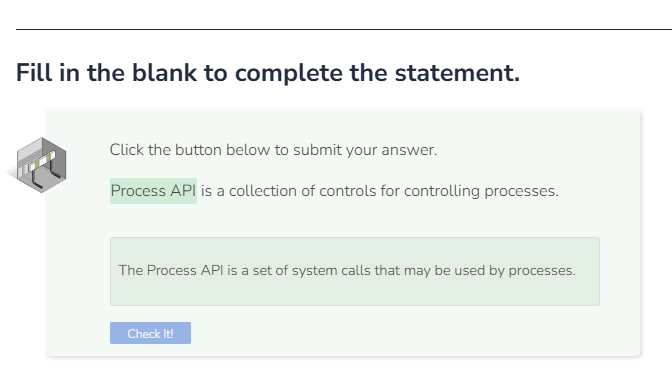 Fill in the blank to complete the statement.
Click the button below to submit your answer.
Process API is a collection of controls for controlling processes.
The Process API is a set of system calls that may be used by processes.
Check It!